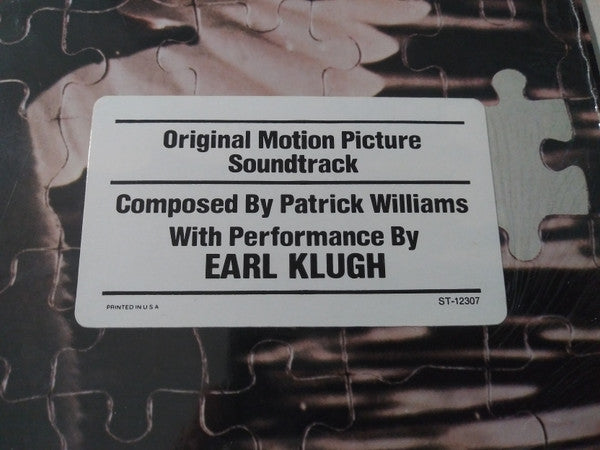 Original Motion Picture
Soundtrack
Composed By Patrick Williams
With Performance By
EARL KLUGH
PRINTED IN U S A
ST-12307